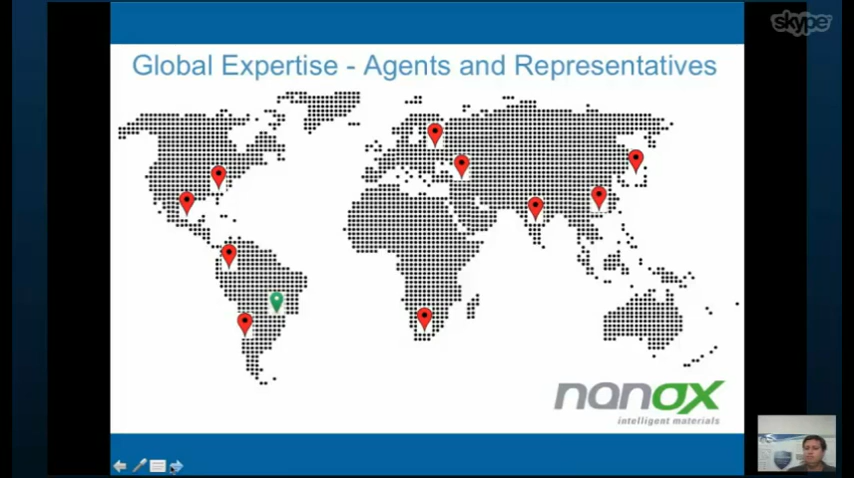 skype
Global Expertise - Agents and Representatives
nanox
intelligent materials